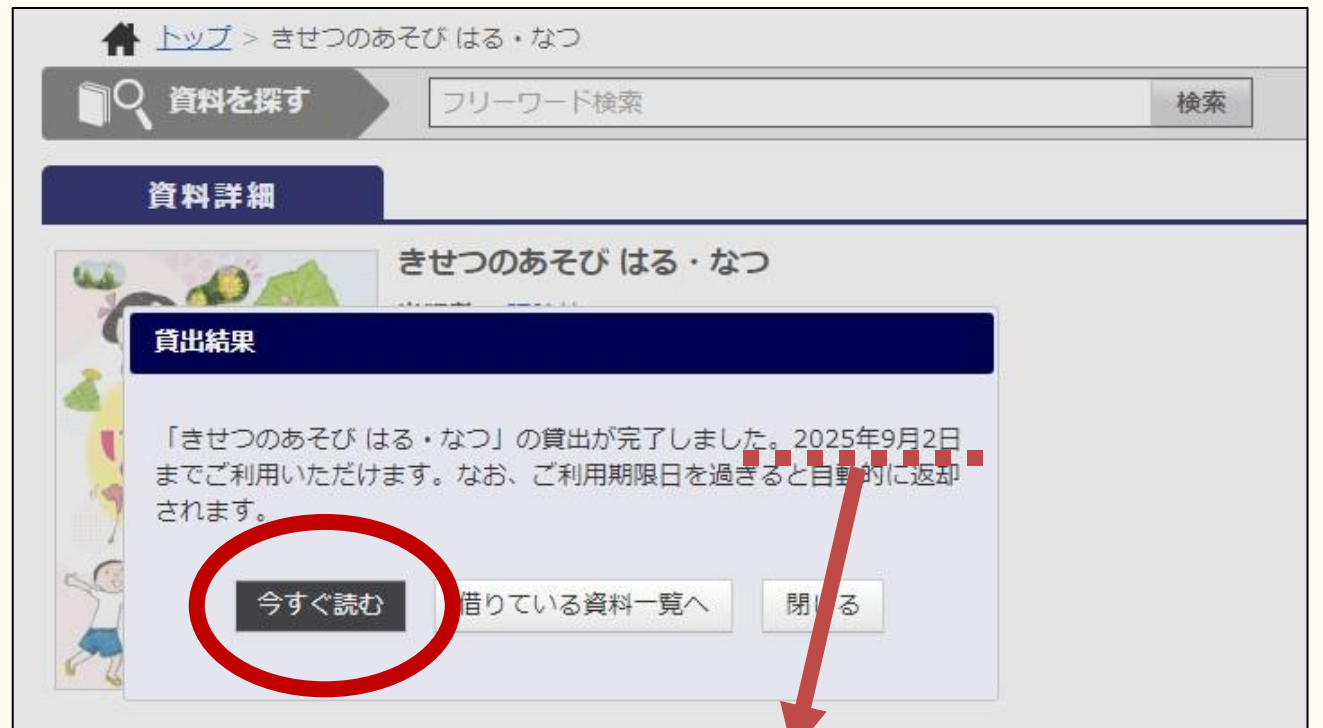 トップ > きせつのあそび はる・なつ
資料を探す
フリーワード検索
検索
資料詳細
きせつのあそび はる・なつ
貸出結果
「きせつのあそび はる・なつ」の貸出が完了しました。2025年9月2日
までご利用いただけます。なお、ご利用期限日を過ぎると自動的に返却
されます。
今すぐ読む
借りている資料一覧へ
閉じる